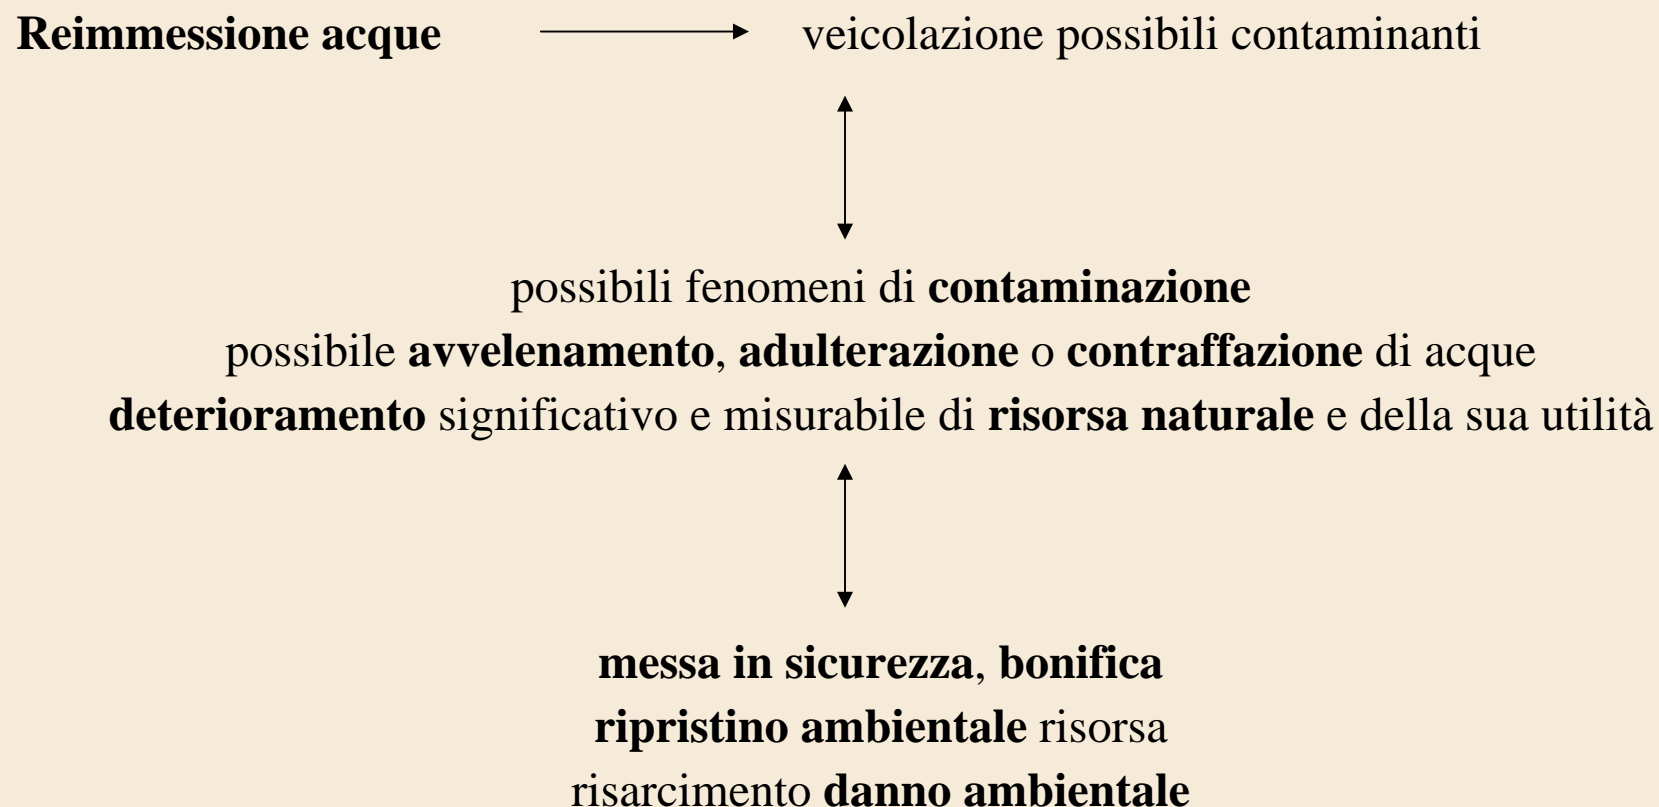 Reimmessione acque veicolazione possibili contaminanti
possibili fenomeni di contaminazione
possibile avvelenamento, adulterazione o contraffazione di acque
deterioramento significativo e misurabile di risorsa naturale e della sua utilità
messa in sicurezza, bonifica
ripristino ambientale risorsa
risarcimento danno ambientale